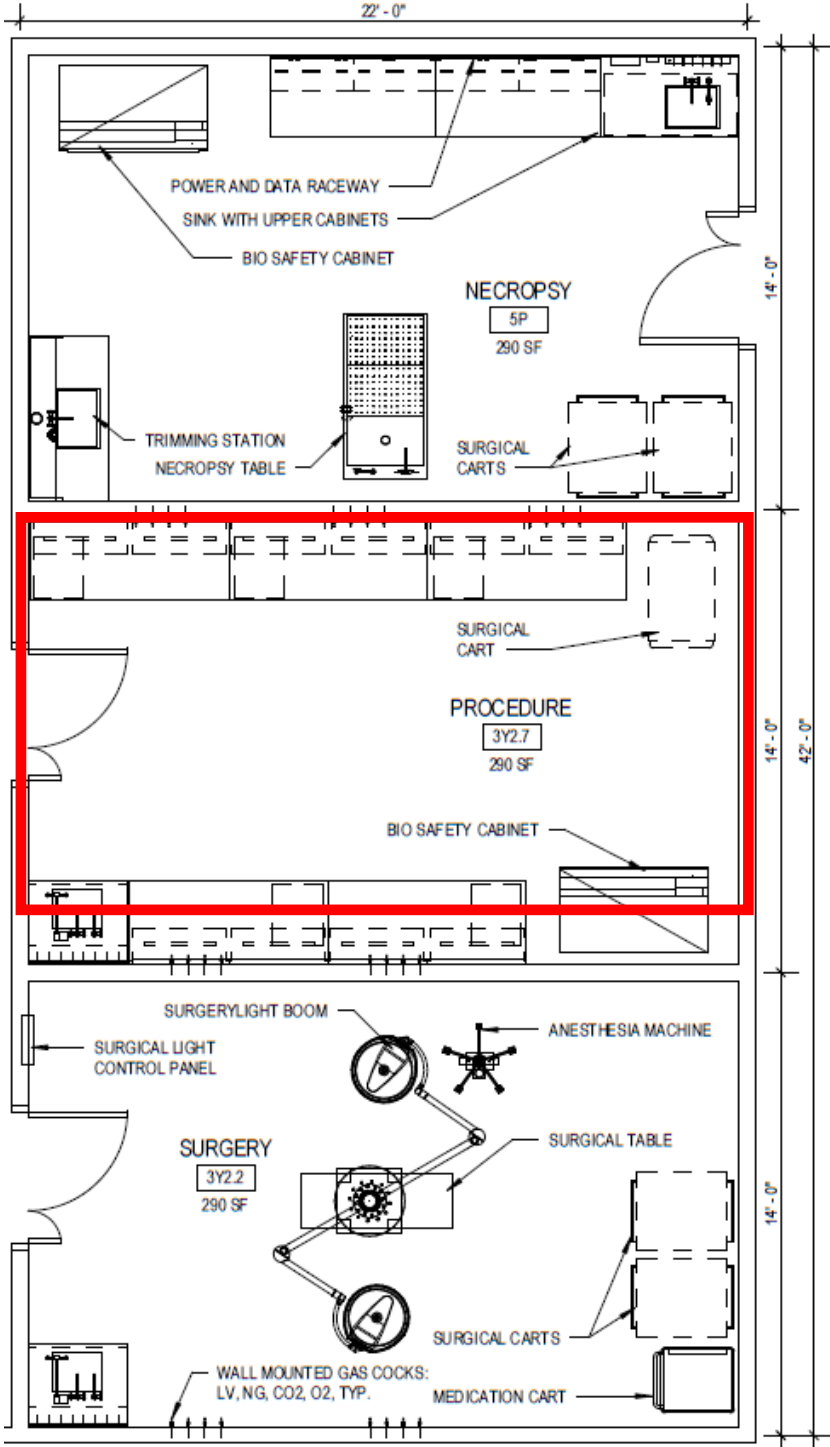 22' - 0"
POWER AND DATA RACEWAY
SINK WITH UPPER CABINETS
BIO SAFETY CABINET
NECROPSY
5P
290 SF
14' - 0"
TRIMMING STATION
NECROPSY TABLE
SURGICAL
CARTS
SURGICAL
CART
PROCEDURE
3Y2.7
290 SF
14' - 0"
42' - 0"
BIO SAFETY CABINET
SURGERYLIGHT BOOM
ANESTHESIA MACHINE
SURGICAL LIGHT
CONTROL PANEL
SURGICAL TABLE
SURGERY
3Y2.2
290 SF
14' - 0"
SURGICAL CARTS
WALL MOUNTED GAS COCKS:
LV, NG, CO2, O2, TYP.
MEDICATION CART